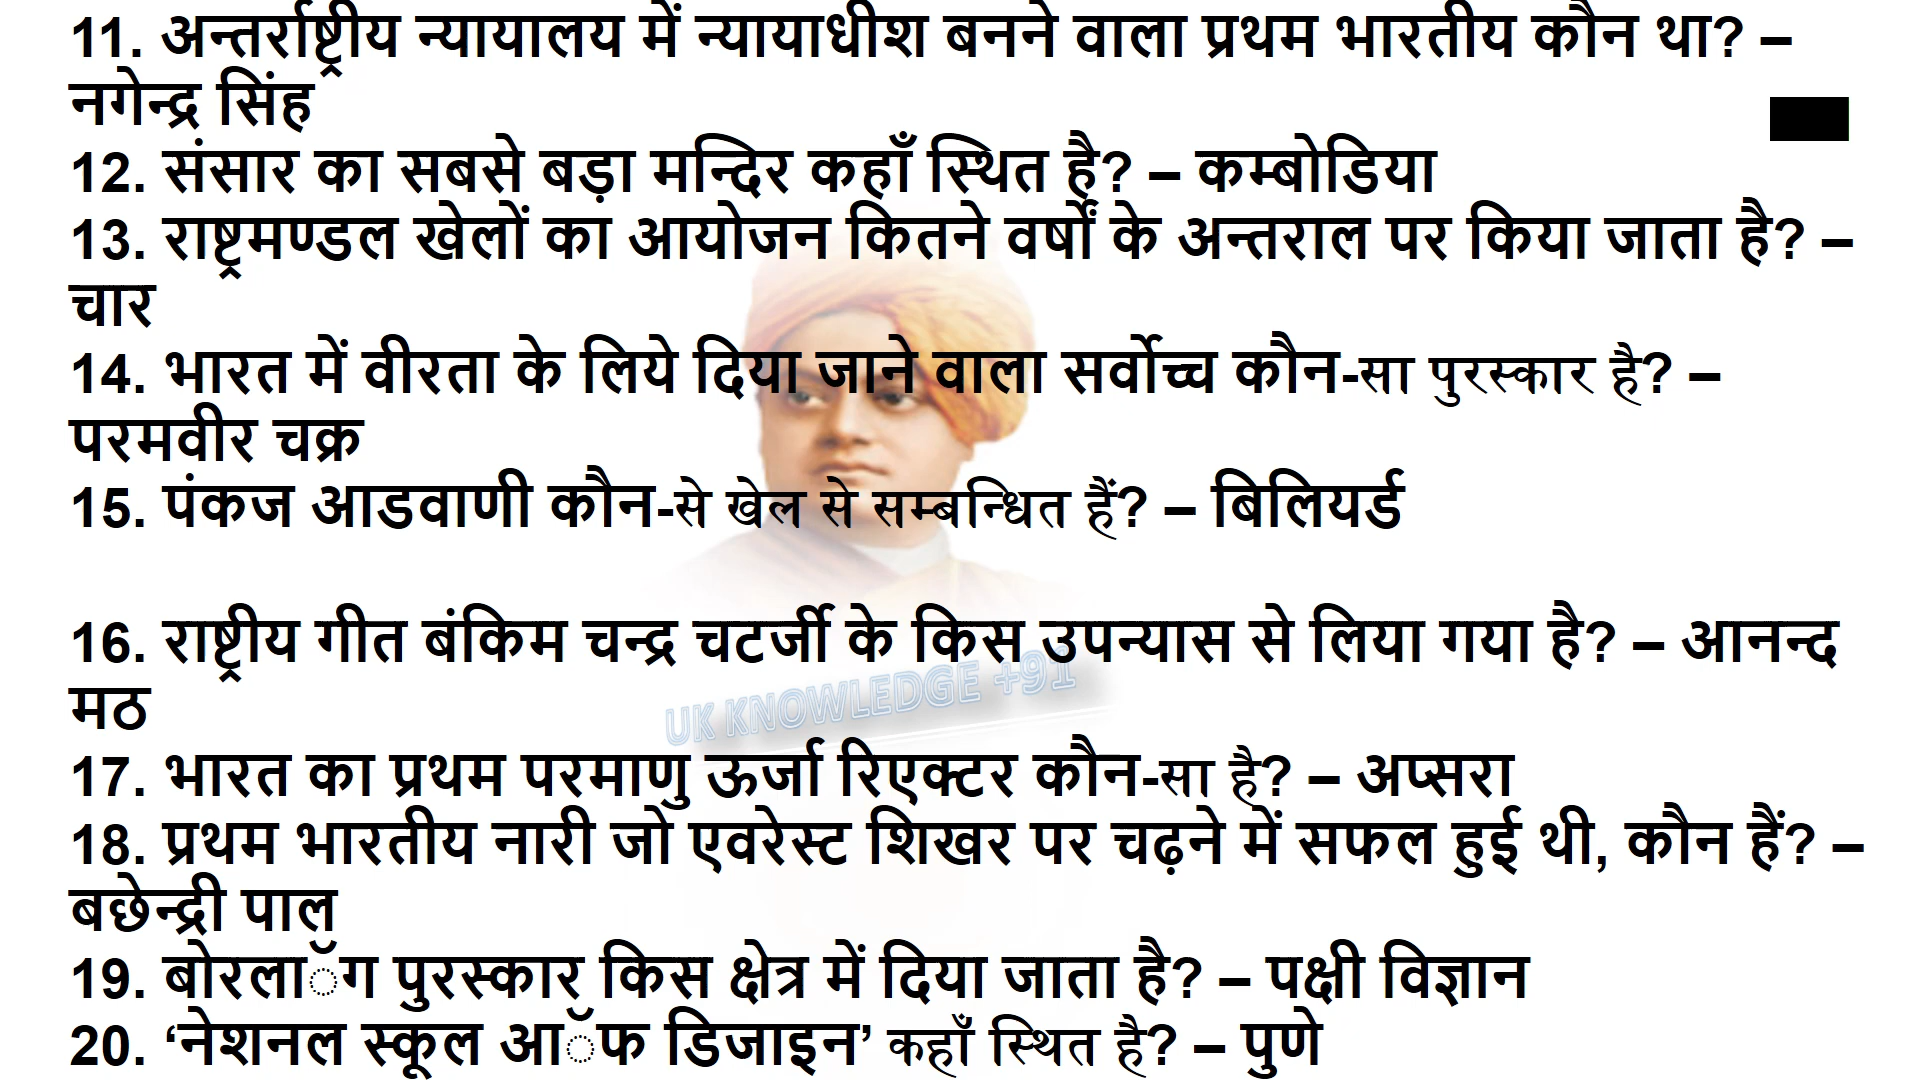 11. अन्तर्राष्ट्रीय न्यायालय में न्यायाधीश बनने वाला प्रथम भारतीय कौन था? –
नगेन्द्र सिंह
12. संसार का सबसे बड़ा मन्दिर कहाँ स्थित है? – कम्बोडिया
13. राष्ट्रमण्डल खेलों का आयोजन कितने वर्षों के अन्तराल पर किया जाता है? –
चार
14. भारत में वीरता के लिये दिया जाने वाला सर्वोच्च कौन-सा पुरस्कार है? –
परमवीर चक्र
15. पंकज आडवाणी कौन-से खेल से सम्बन्धित हैं? – बिलियर्ड
16. राष्ट्रीय गीत बंकिम चन्द्र चटर्जी के किस उपन्यास से लिया गया है? – आनन्द
मठ
UK KNOWLEDGE +91
17. भारत का प्रथम परमाणु ऊर्जा रिएक्टर कौन-सा है? – अप्सरा
18. प्रथम भारतीय नारी जो एवरेस्ट शिखर पर चढ़ने में सफल हुई थी, कौन हैं? –
बछेन्द्री पाल
19. बोरलाॅग पुरस्कार किस क्षेत्र में दिया जाता है? – पक्षी विज्ञान
20. ‘नेशनल स्कूल आॅफ डिजाइन’ कहाँ स्थित है? – पुणे